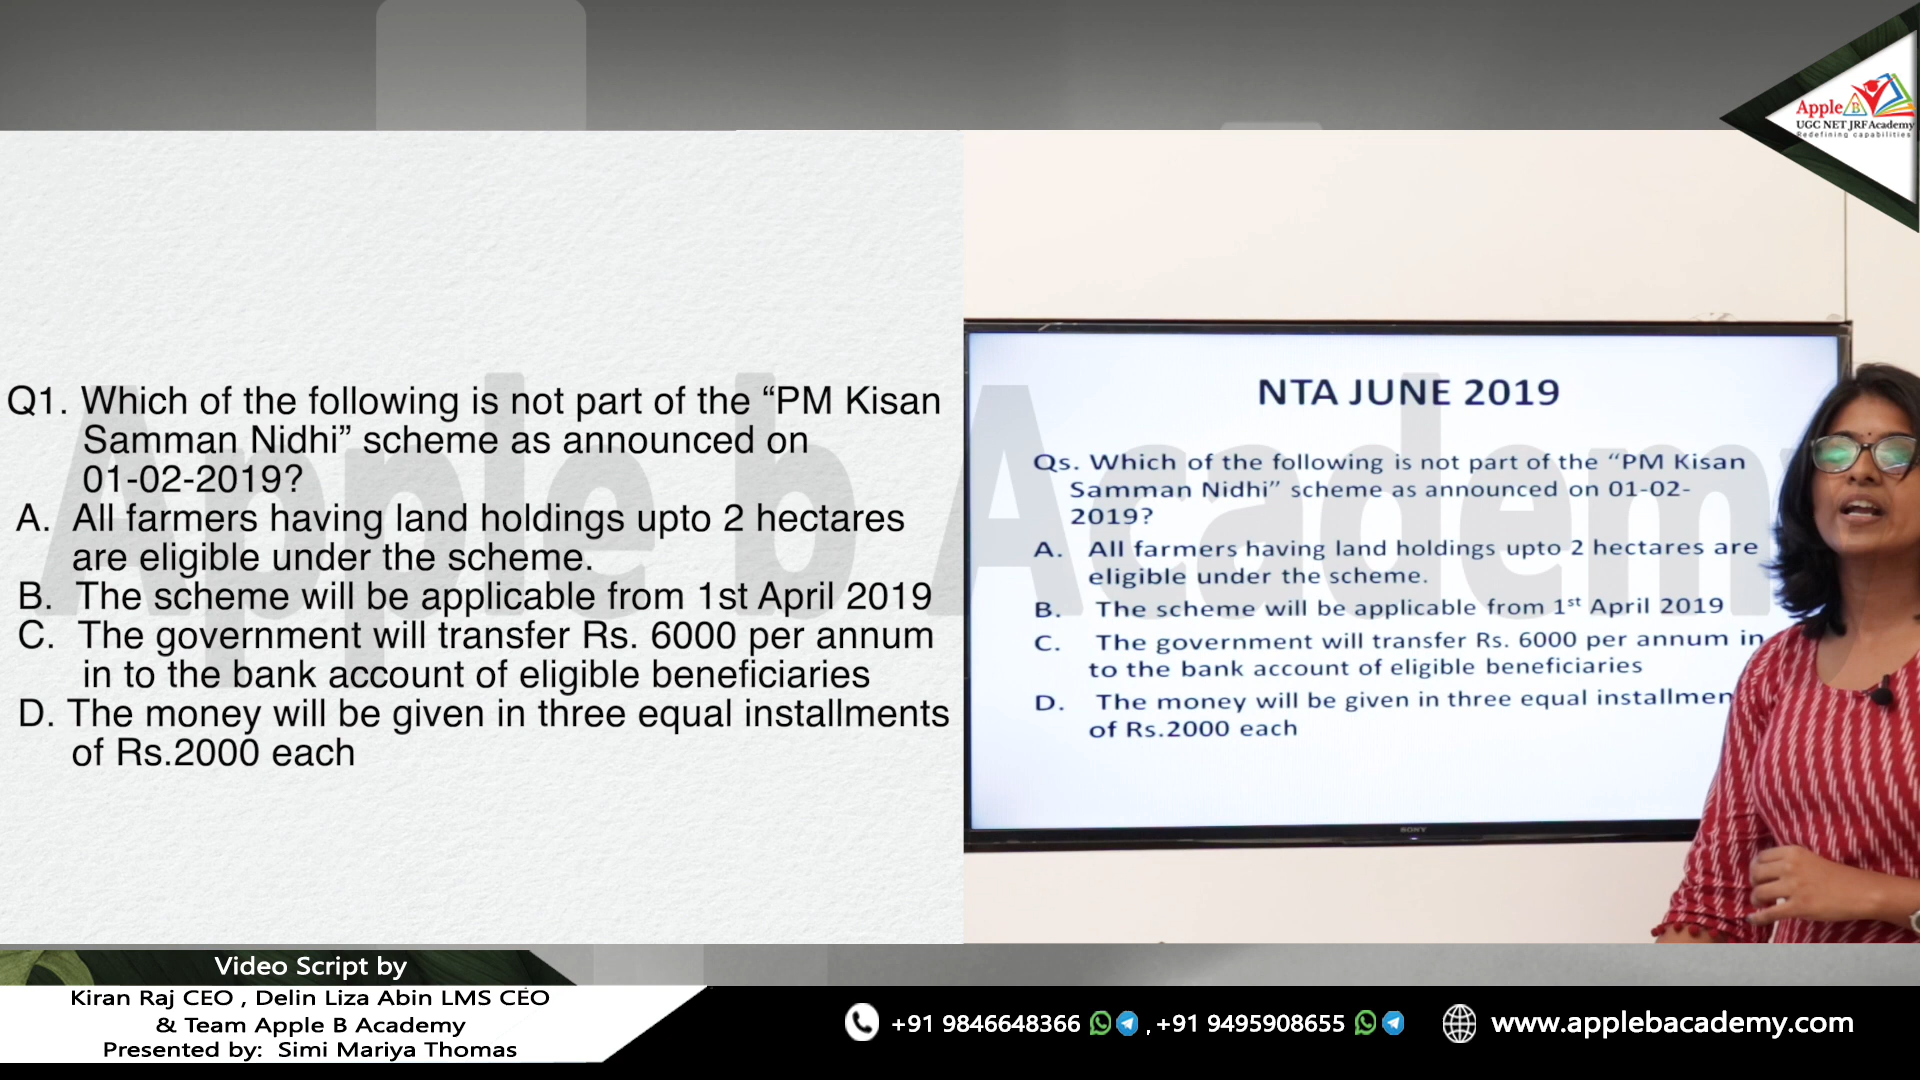 Apple B
UGC NET JRF Academy
Redefining capabilities
Apple b Academy
Q1. Which of the following is not part of the “PM Kisan
Samman Nidhi” scheme as announced on
01-02-2019?
A. All farmers having land holdings upto 2 hectares
are eligible under the scheme.
B. The scheme will be applicable from 1st April 2019
C. The government will transfer Rs. 6000 per annum
in to the bank account of eligible beneficiaries
D. The money will be given in three equal installments
of Rs.2000 each
NTA JUNE 2019
Qs. Which of the following is not part of the “PM Kisan
Samman Nidhi” scheme as announced on 01-02-
2019?
A. All farmers having land holdings upto 2 hectares are
eligible under the scheme.
B. The scheme will be applicable from 1st April 2019
C. The government will transfer Rs. 6000 per annum in
to the bank account of eligible beneficiaries
D. The money will be given in three equal installmen
of Rs.2000 each
SONY
Video Script by
Kiran Raj CEO , Delin Liza Abin LMS CEO
& Team Apple B Academy
Presented by: Simi Mariya Thomas
+91 9846648366 , +91 9495908655 www.applebacademy.com